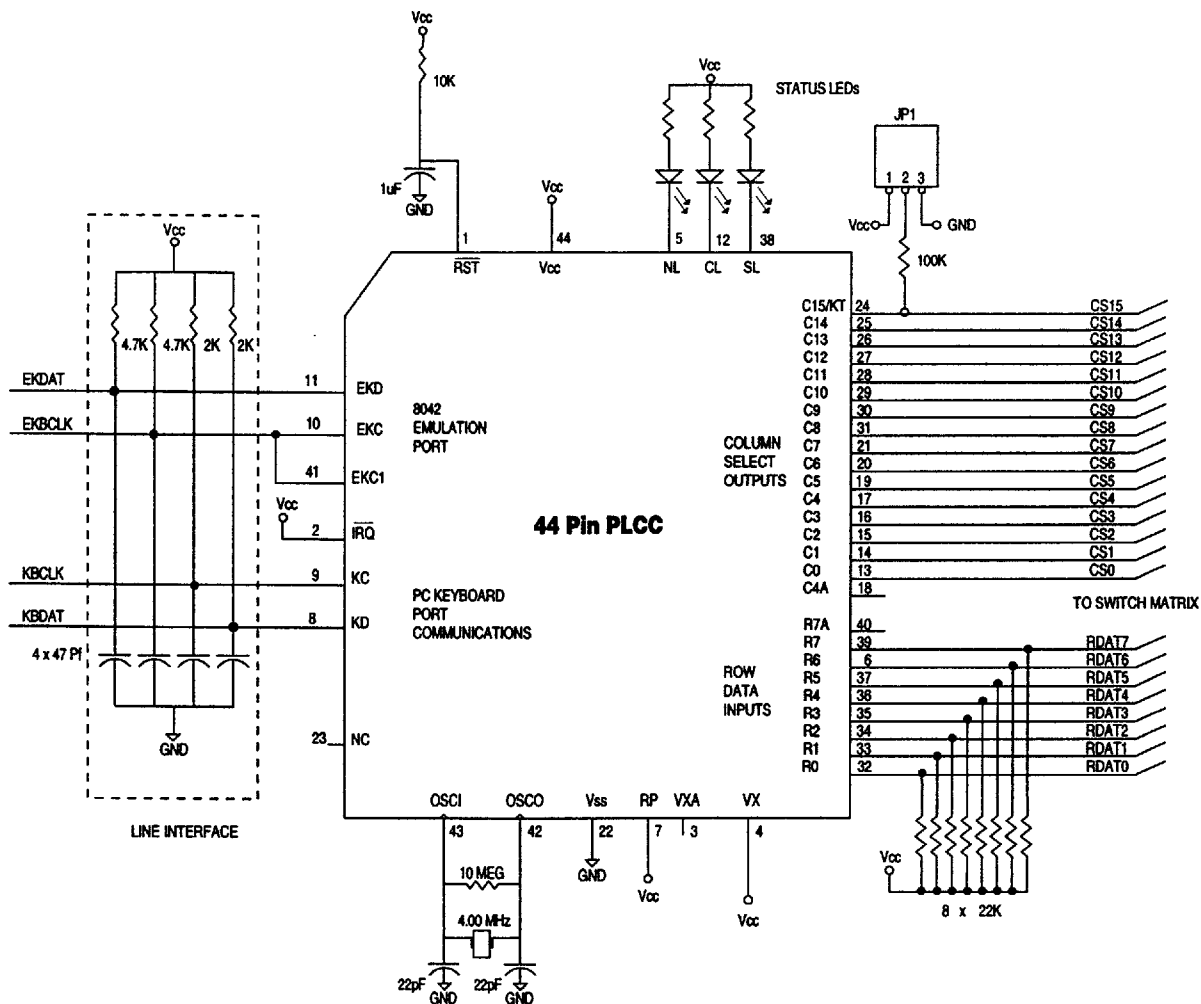 Vcc
10K
1uF
GND
Vcc
STATUS LEDs
JP1
1 2 3
Vcc
GND
100K
Vcc
1
44
5
12
38
RST
Vcc
NL
CL
SL
Vcc
4.7K
4.7K
2K
2K
EKDAT
11
EKD
EKBCLK
10
EKC
41
EKC1
8042
EMULATION
PORT
Vcc
2
IRQ
44 Pin PLCC
KBCLK
9
KC
KBDAT
8
KD
PC KEYBOARD
PORT
COMMUNICATIONS
4 x 47 Pf
GND
23
NC
LINE INTERFACE
COLUMN
SELECT
OUTPUTS
C15/KT 24 CS15
C14 25 CS14
C13 26 CS13
C12 27 CS12
C11 28 CS11
C10 29 CS10
C9 30 CS9
C8 31 CS8
C7 21 CS7
C6 20 CS6
C5 19 CS5
C4 17 CS4
C3 16 CS3
C2 15 CS2
C1 14 CS1
C0 13 CS0
C4A 18
TO SWITCH MATRIX
ROW
DATA
INPUTS
R7A 40
R7 39 RDAT7
R6 6 RDAT6
R5 37 RDAT5
R4 36 RDAT4
R3 35 RDAT3
R2 34 RDAT2
R1 33 RDAT1
R0 32 RDAT0
OSCI
OSCO
Vss
RP
VXA
VX
43
42
22
7
3
4
GND
Vcc
Vcc
10 MEG
4.00 MHz
22pF
GND
22pF
GND
Vcc
8 x 22K